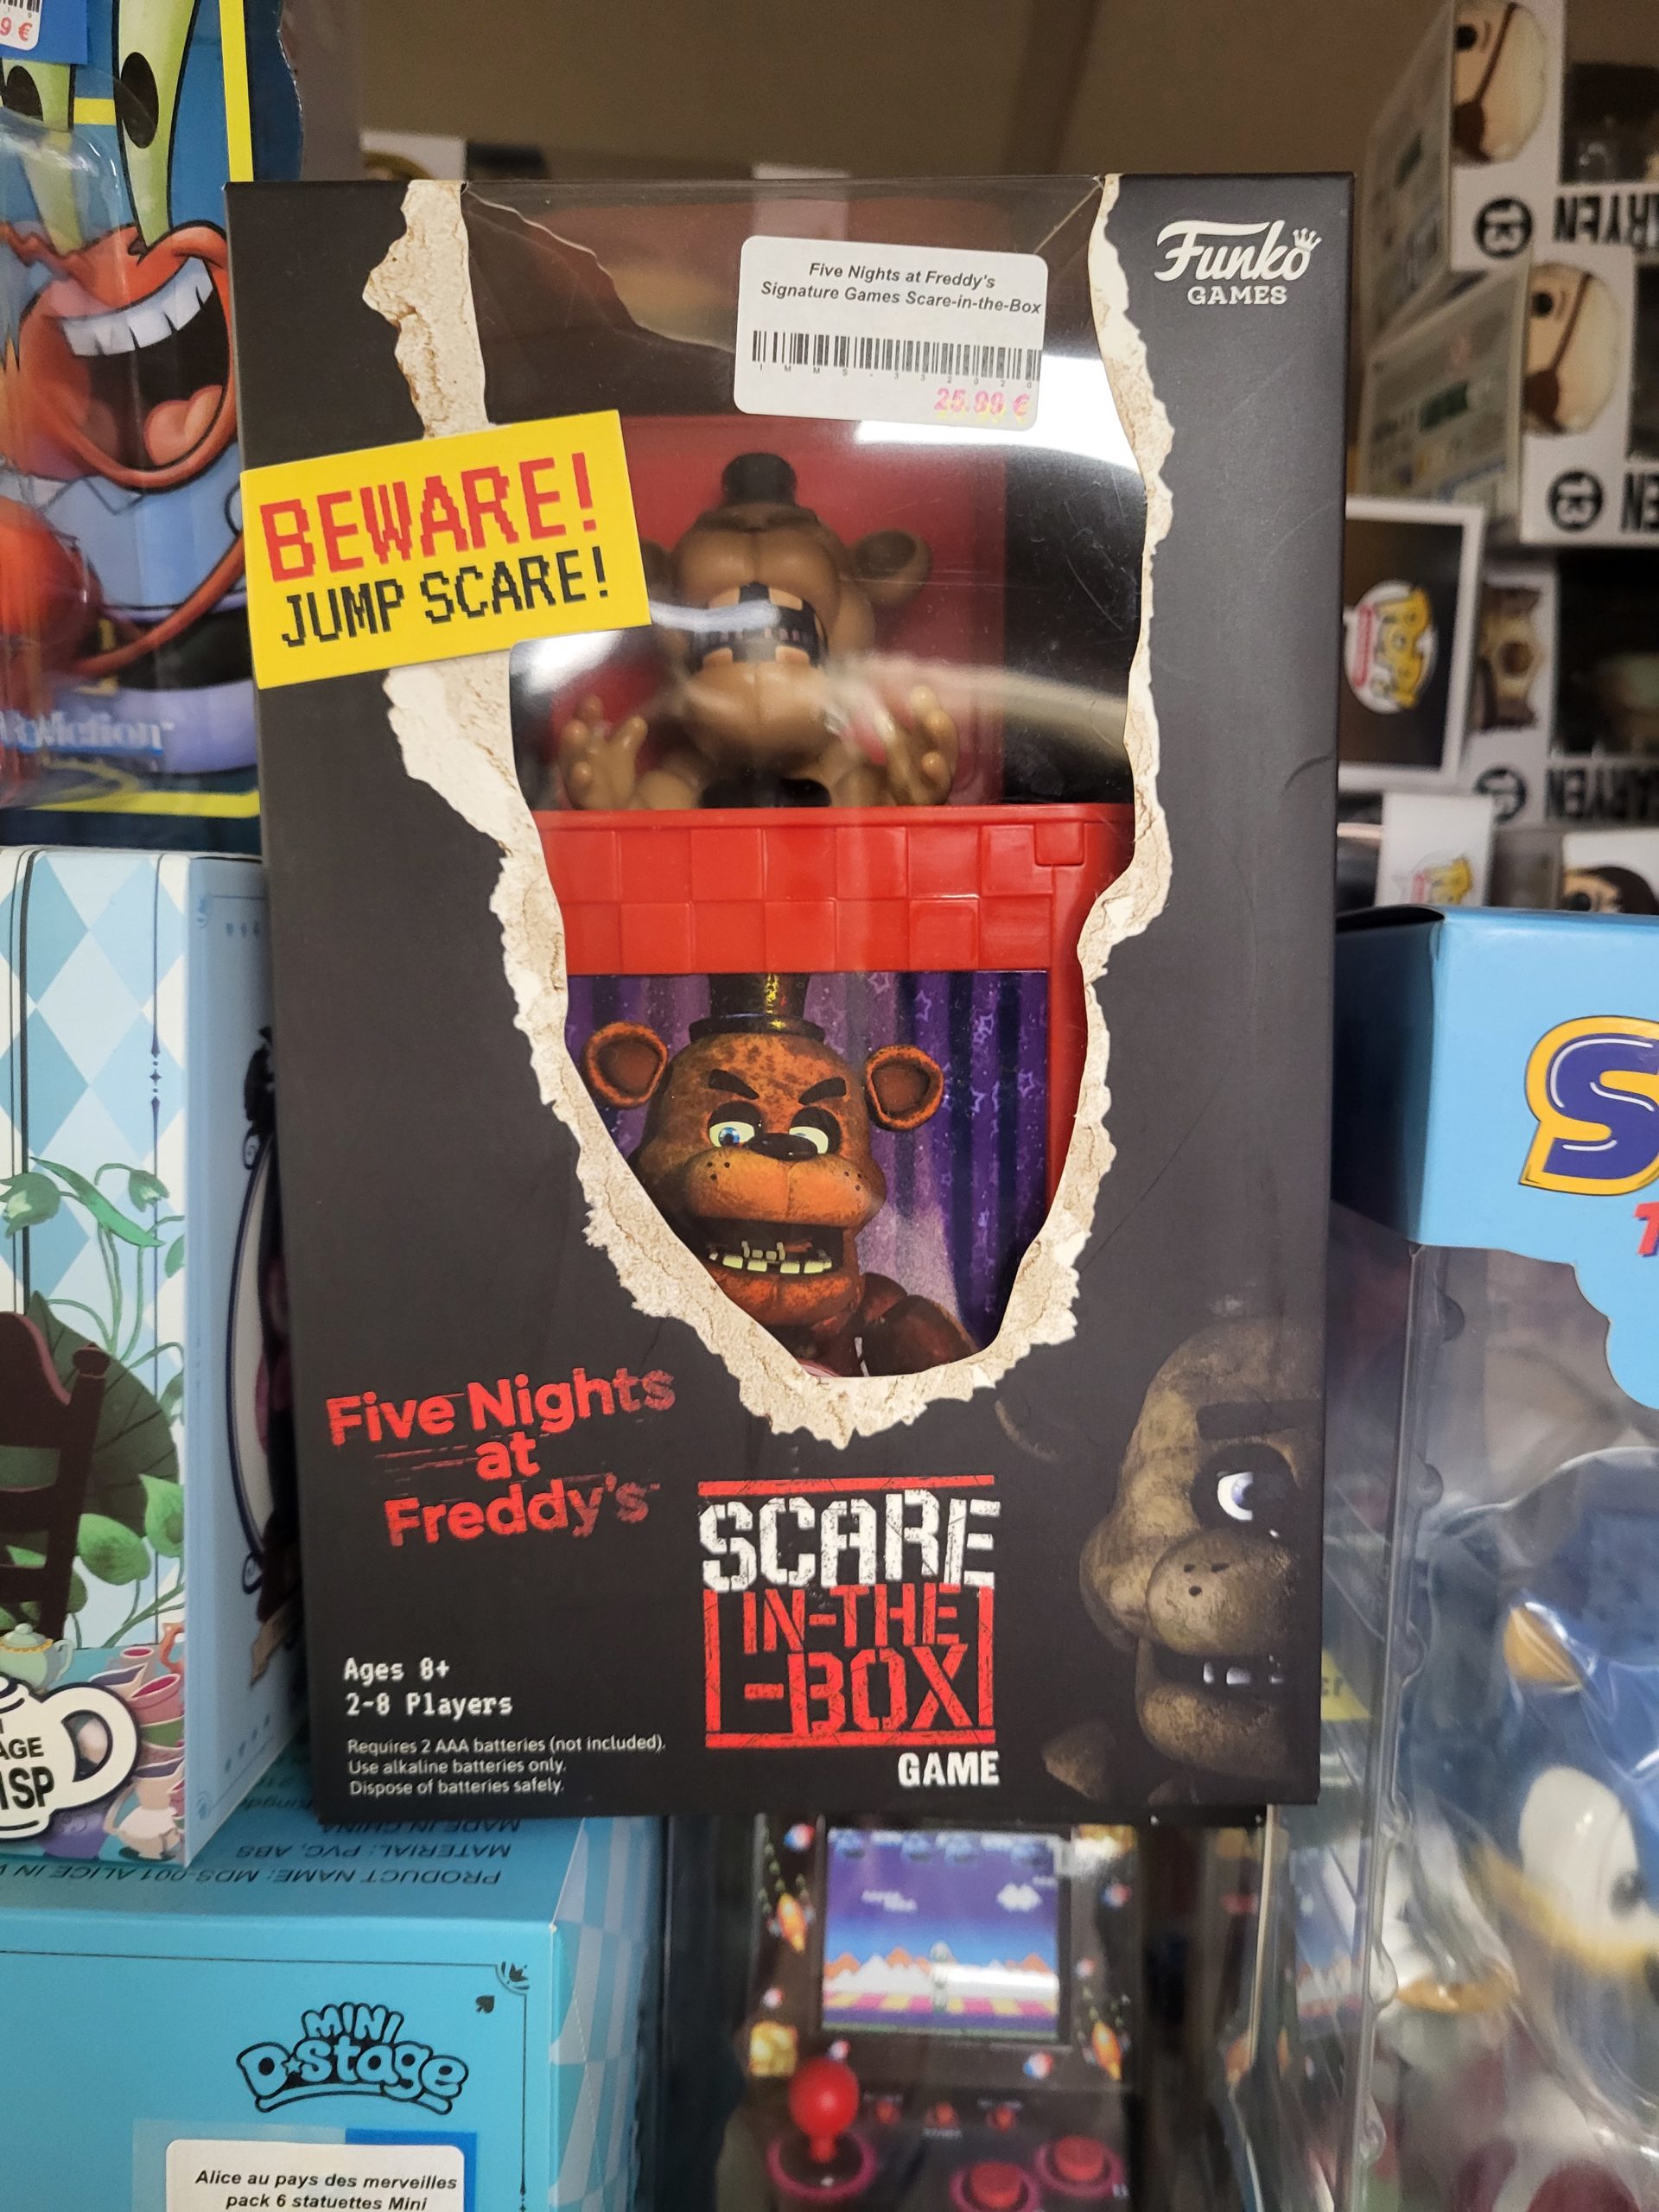 9 €
Funko
GAMES
Five Nights at Freddy's
Signature Games Scare-in-the-Box
25.99 €
BEWARE!
JUMP SCARE!
Five Nights
at
Freddy's
SCARE
IN-THE
-BOX
GAME
Ages 8+
2-8 Players
Requires 2 AAA batteries (not included).
Use alkaline batteries only.
Dispose of batteries safely.
13
13
MADE IN CHINA
MATERIAL: PVC, ABS
PRODUCT NAME: MDS-001 ALICE IN
MINI
D-Stage
Alice au pays des merveilles
pack 6 statuettes Mini